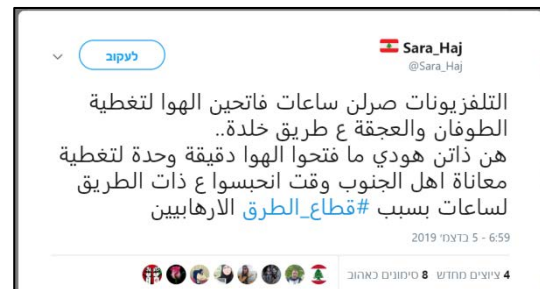 Sara_Haj
@Sara_Haj
לעקוב
التلفزيونات صرلن ساعات فاتحين الهوا لتغطية
الطوفان والعجقة ع طريق خلدة..
هن ذاتن هودي ما فتحوا الهوا دقيقة وحدة لتغطية
معاناة اهل الجنوب وقت انحبسوا ع ذات الطريق
لساعات بسبب #قطاع_الطرق الارهابيين
6:59 - 5 בדצמ׳ 2019
4 ציוצים מחדש 8 סימונים כאהוב